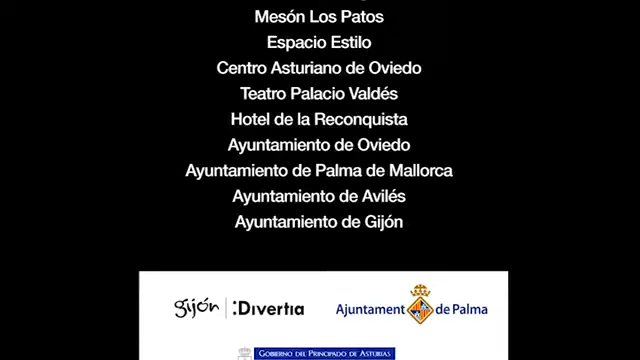 Mesón Los Patos
Espacio Estilo
Centro Asturiano de Oviedo
Teatro Palacio Valdés
Hotel de la Reconquista
Ayuntamiento de Oviedo
Ayuntamiento de Palma de Mallorca
Ayuntamiento de Avilés
Ayuntamiento de Gijón
gijón :Divertia Ajuntament de Palma
GOBIERNO DEL PRINCIPADO DE ASTURIAS